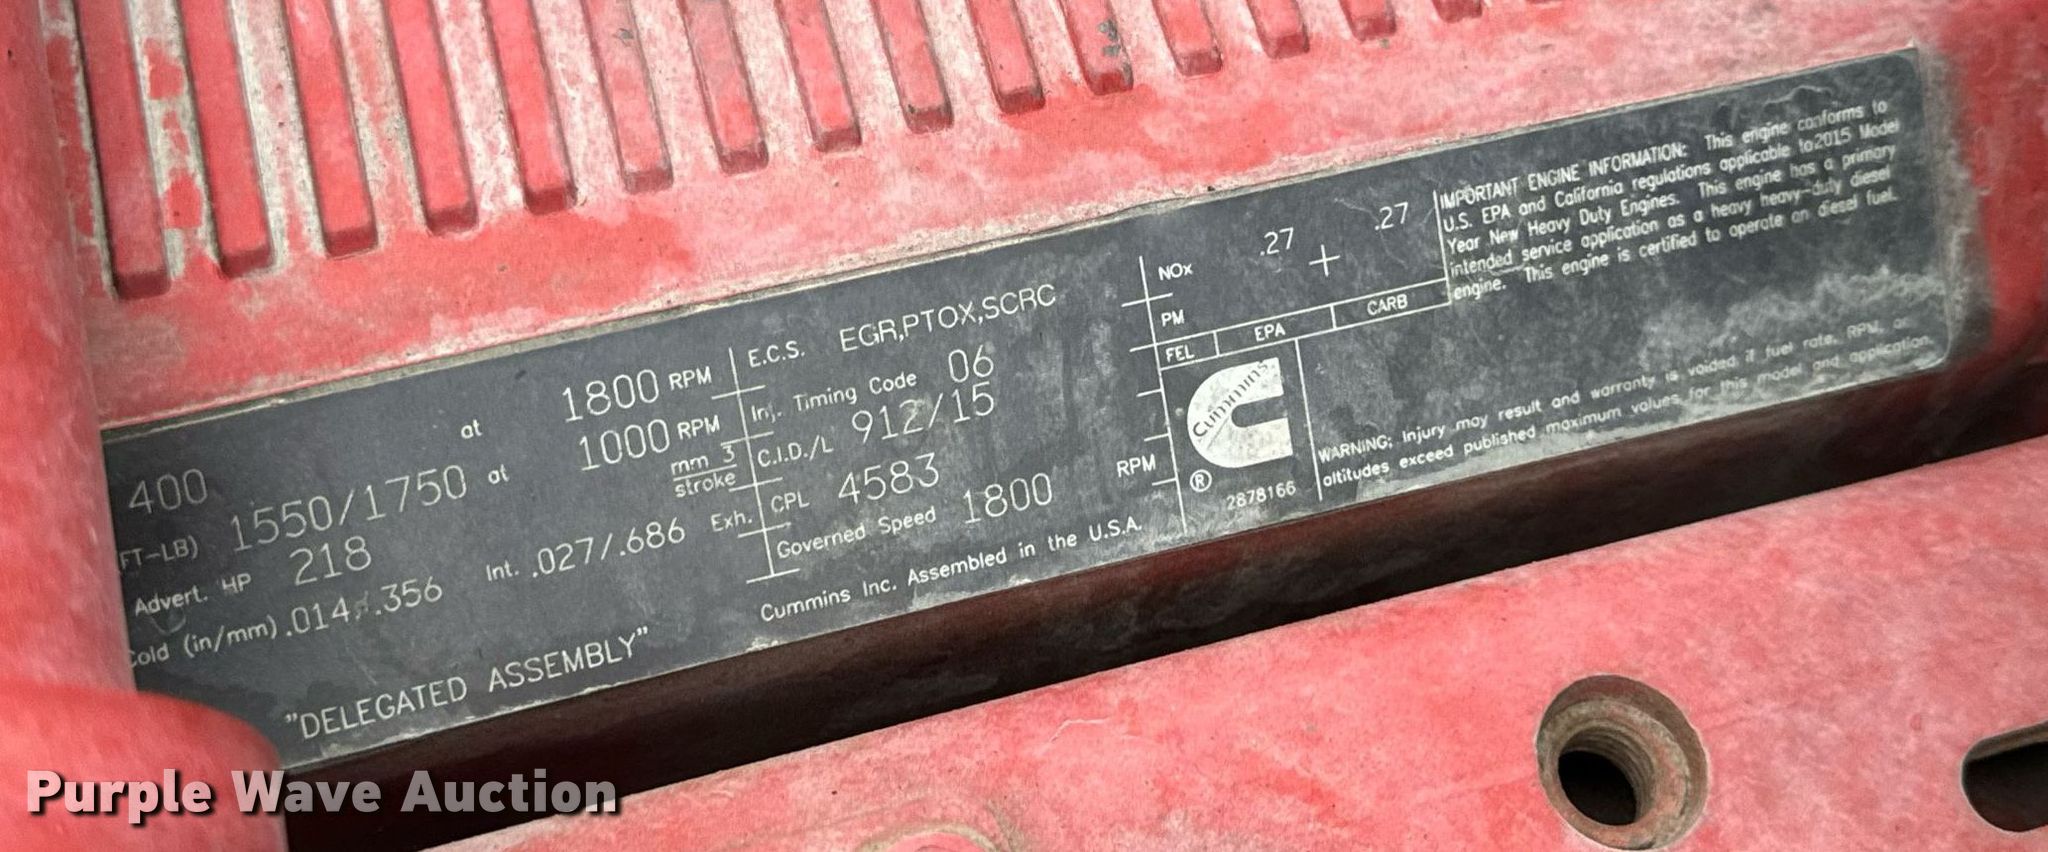 400 at 1800 RPM
FT-LB) 1550/1750 at 1000 RPM
Advert. HP 218 mm 3
stroke
Cold (in/mm) .014/.356 Int. .027/.686 Exh.
"DELEGATED ASSEMBLY"
E.C.S. EGR,PTOX,SCRC
Inj. Timing Code 06
C.I.D./L 912/15
CPL 4583
Governed Speed 1800 RPM
Cummins Inc. Assembled in the U.S.A.
NOx .27 .27
PM +
FEL EPA CARB
Cummins
® 2878166
IMPORTANT ENGINE INFORMATION: This engine conforms to
U.S. EPA and California regulations applicable to 2015 Model
Year New Heavy Duty Engines. This engine has a primary
intended service application as a heavy heavy-duty diesel
engine. This engine is certified to operate on diesel fuel.
WARNING: Injury may result and warranty is voided if fuel rate, RPM, or
altitudes exceed published maximum values for this model and application.
Purple Wave Auction